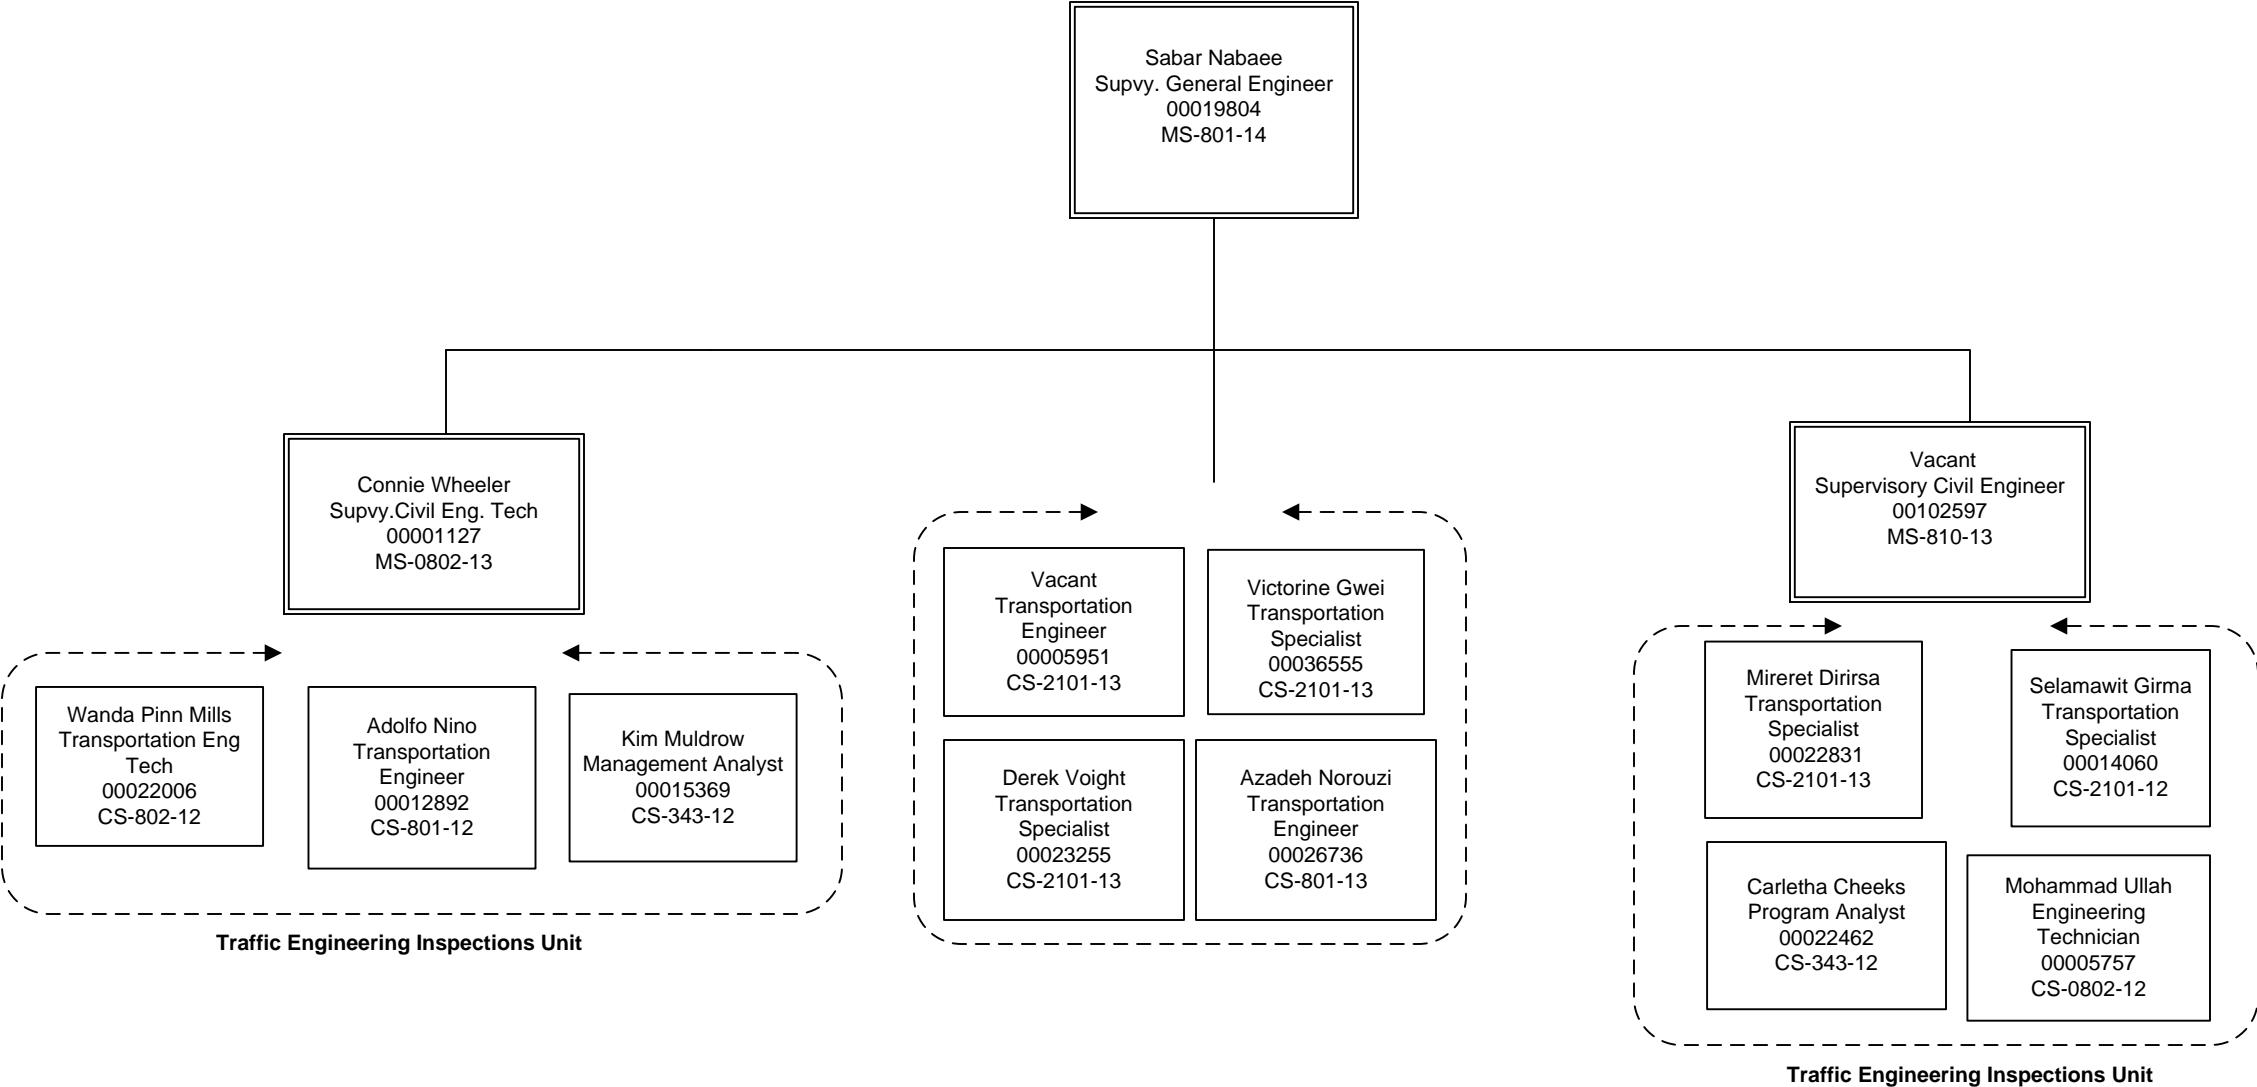 Sabar Nabaee
Supvy. General Engineer
00019804
MS-801-14
Connie Wheeler
Supvy.Civil Eng. Tech
00001127
MS-0802-13
Vacant
Supervisory Civil Engineer
00102597
MS-810-13
Wanda Pinn Mills
Transportation Eng
Tech
00022006
CS-802-12
Adolfo Nino
Transportation
Engineer
00012892
CS-801-12
Kim Muldrow
Management Analyst
00015369
CS-343-12
Traffic Engineering Inspections Unit
Vacant
Transportation
Engineer
00005951
CS-2101-13
Victorine Gwei
Transportation
Specialist
00036555
CS-2101-13
Derek Voight
Transportation
Specialist
00023255
CS-2101-13
Azadeh Norouzi
Transportation
Engineer
00026736
CS-801-13
Mireret Dirirsa
Transportation
Specialist
00022831
CS-2101-13
Selamawit Girma
Transportation
Specialist
00014060
CS-2101-12
Carletha Cheeks
Program Analyst
00022462
CS-343-12
Mohammad Ullah
Engineering
Technician
00005757
CS-0802-12
Traffic Engineering Inspections Unit